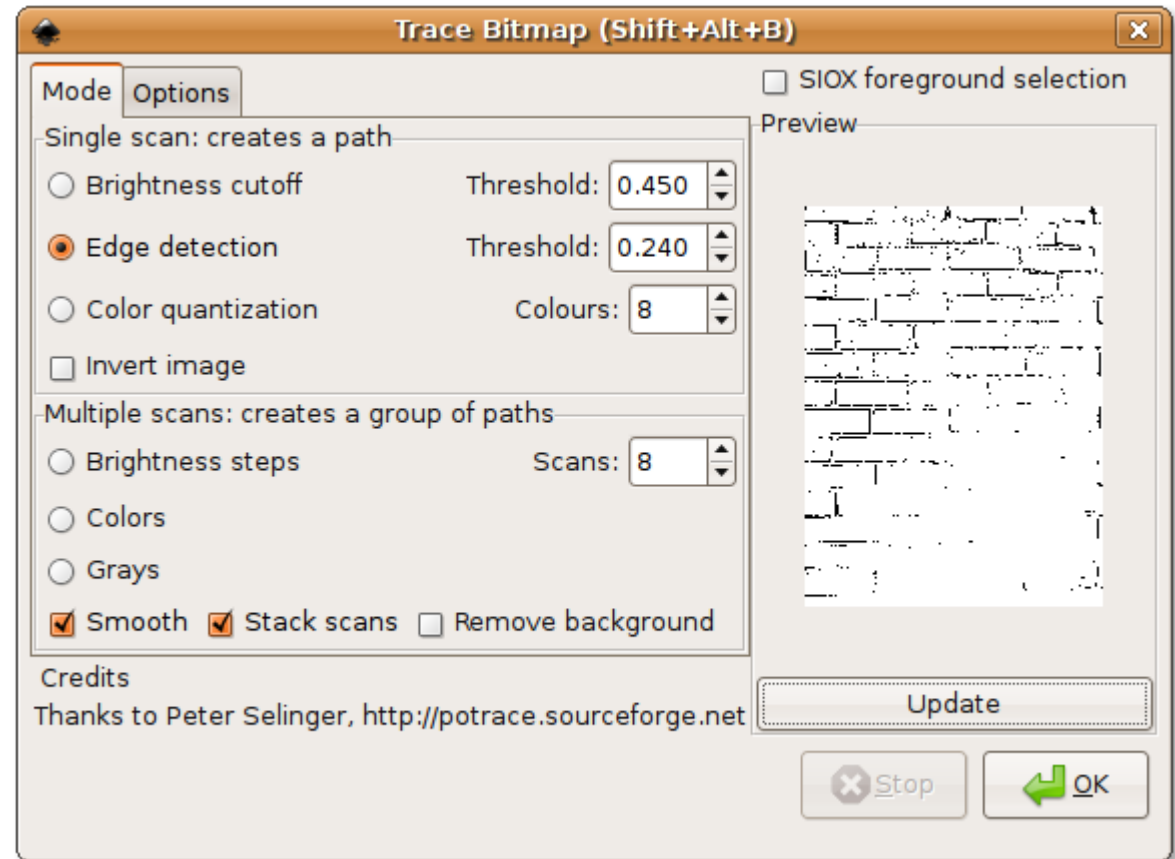 Trace Bitmap (Shift+Alt+B)
Mode Options
SIOX foreground selection
Single scan: creates a path
Brightness cutoff Threshold: 0.450
Edge detection Threshold: 0.240
Color quantization Colours: 8
Invert image
Multiple scans: creates a group of paths
Brightness steps Scans: 8
Colors
Grays
Smooth Stack scans Remove background
Credits
Thanks to Peter Selinger, http://potrace.sourceforge.net
Preview
Update
Stop OK